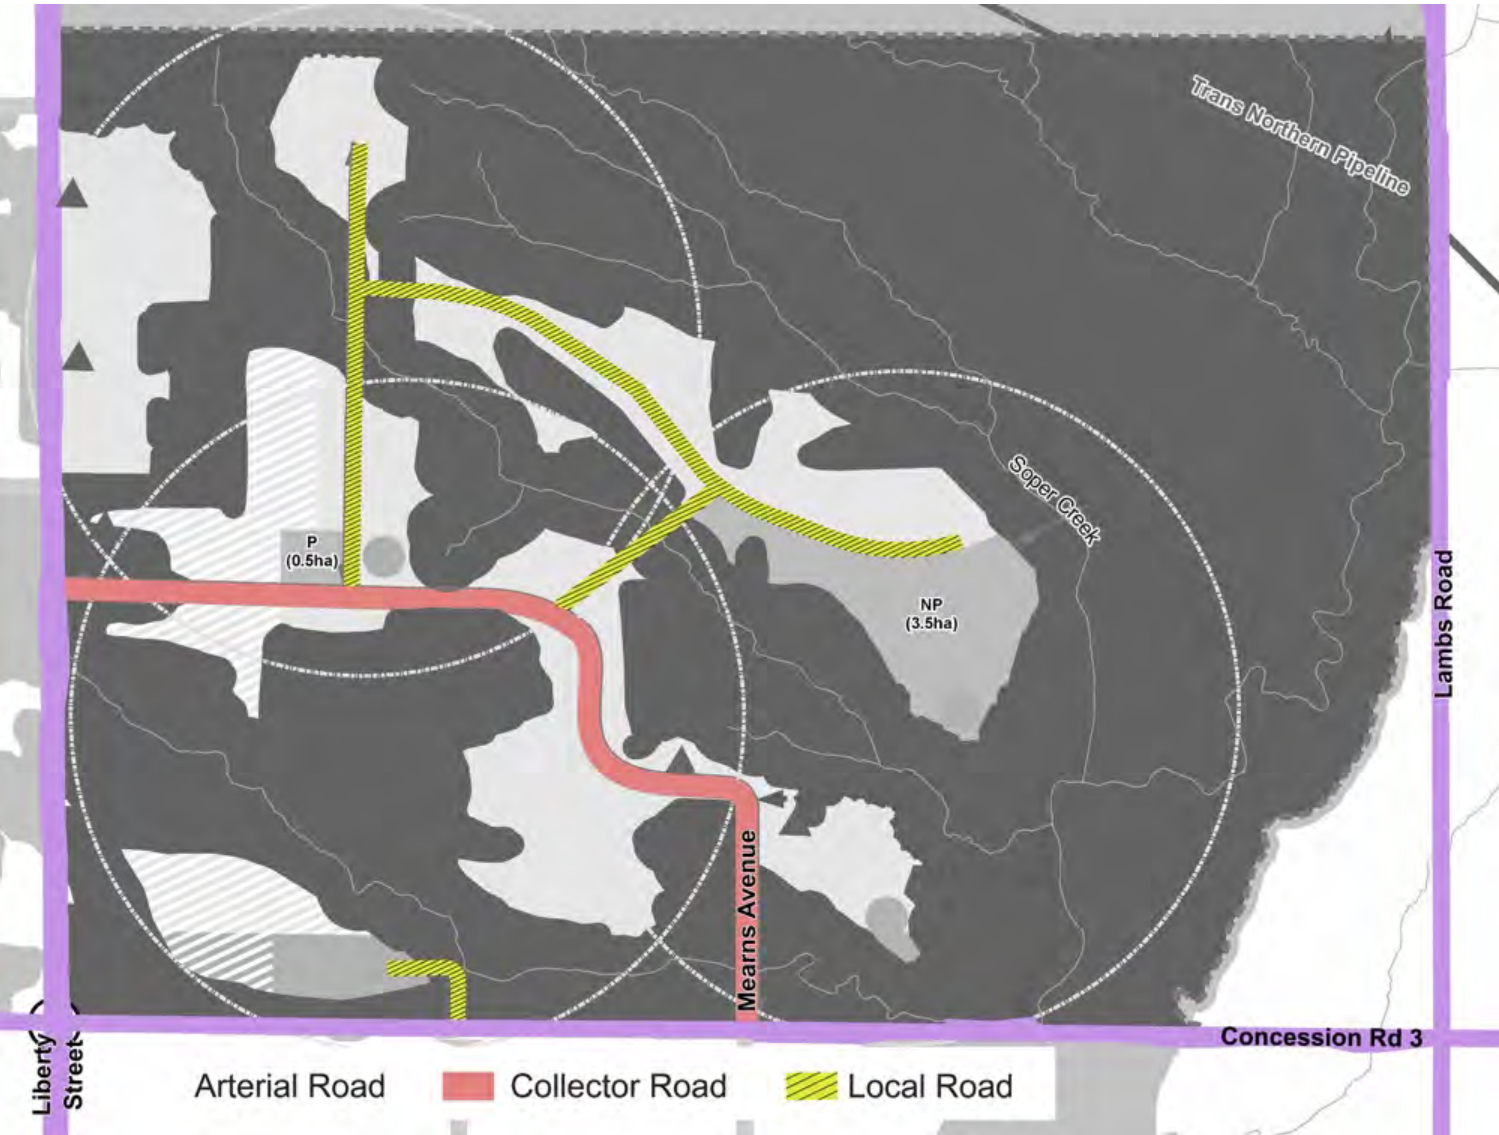 Trans Northern Pipeline
Soper Creek
P
(0.5ha)
NP
(3.5ha)
Lambs Road
Mearns Avenue
Concession Rd 3
Liberty
Street
Arterial Road
Collector Road
Local Road